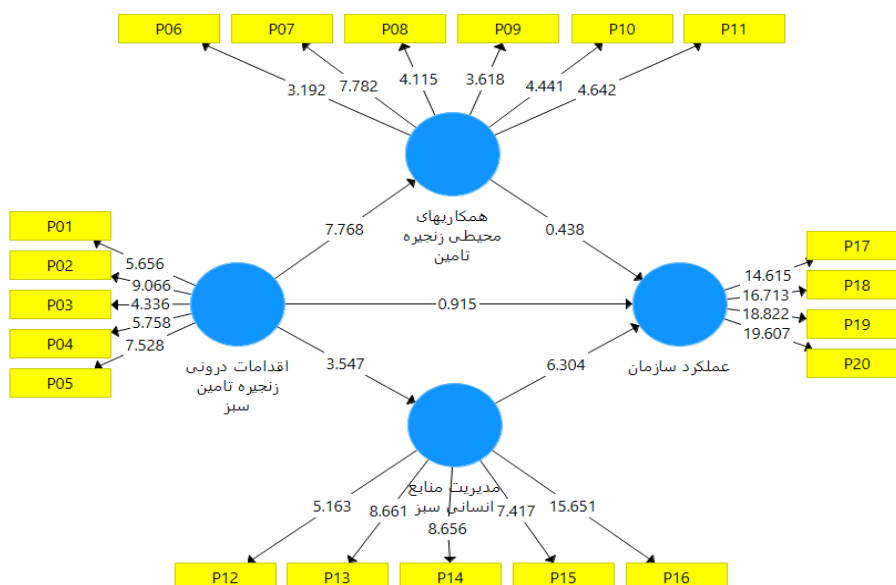 P06
P07
P08
P09
P10
P11
3.192
7.782
4.115
3.618
4.441
4.642
همکاریهای
محیطی زنجیره
تامین
7.768
0.438
P01
P02
P03
P04
P05
5.656
9.066
4.336
5.758
7.528
اقدامات درونی
زنجیره تامین
سبز
0.915
14.615
16.713
18.822
19.607
P17
P18
P19
P20
عملکرد سازمان
3.547
6.304
مدیریت منابع
انسانی سبز
5.163
8.661
8.656
7.417
15.651
P12
P13
P14
P15
P16